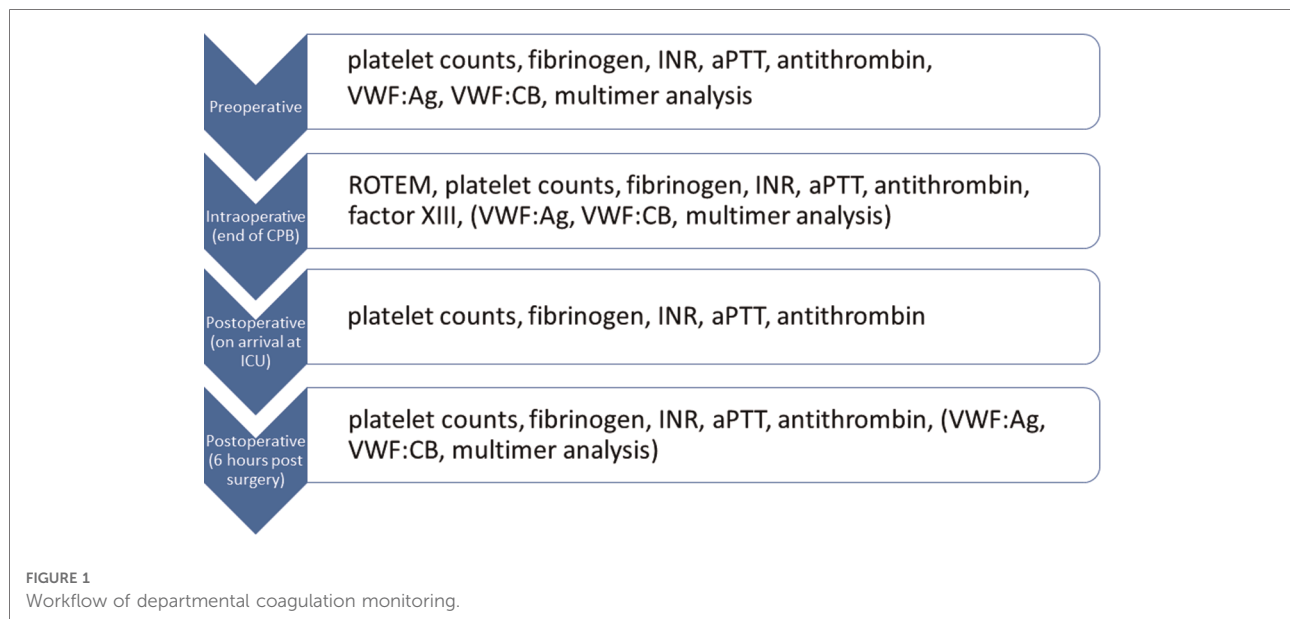 Preoperative
platelet counts, fibrinogen, INR, aPTT, antithrombin,
VWF:Ag, VWF:CB, multimer analysis
Intraoperative
(end of CPB)
ROTEM, platelet counts, fibrinogen, INR, aPTT, antithrombin,
factor XIII, (VWF:Ag, VWF:CB, multimer analysis)
Postoperative
(on arrival at
ICU)
platelet counts, fibrinogen, INR, aPTT, antithrombin
Postoperative
(6 hours post
surgery)
platelet counts, fibrinogen, INR, aPTT, antithrombin, (VWF:Ag,
VWF:CB, multimer analysis)
FIGURE 1
Workflow of departmental coagulation monitoring.